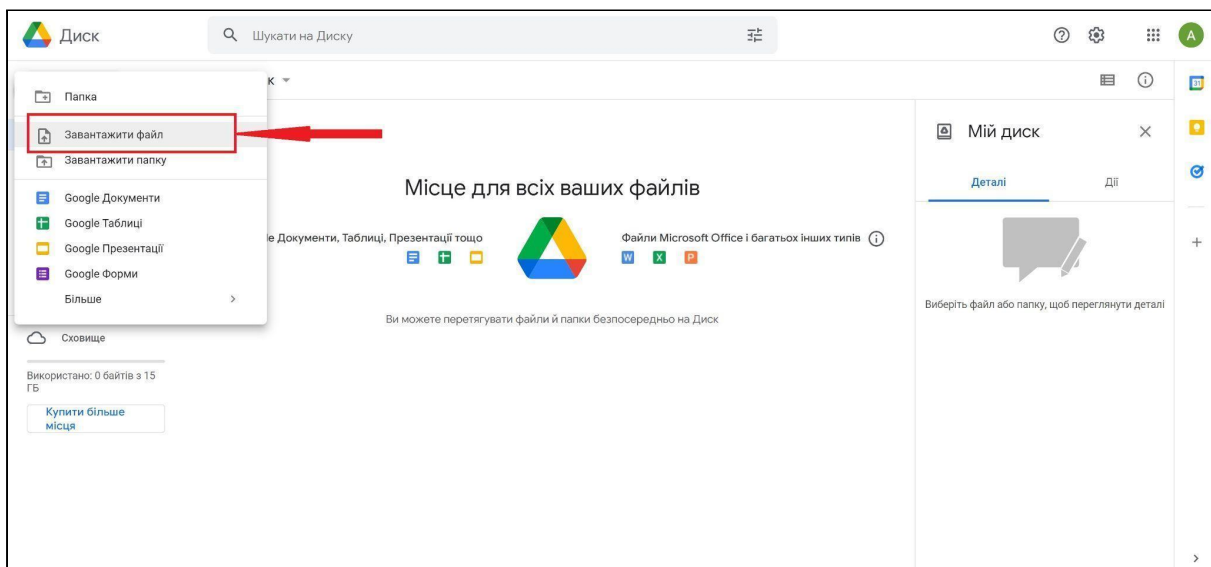 Диск
Шукати на Диску
A
к
31
Папка
Завантажити файл
Завантажити папку
Google Документи
Google Таблиці
Google Презентації
Google Форми
Більше
Сховище
Використано: 0 байтів з 15
ГБ
Купити більше
місця
Місце для всіх ваших файлів
le Документи, Таблиці, Презентації тощо
Файли Microsoft Office і багатьох інших типів
W X P
Ви можете перетягувати файли й папки безпосередньо на Диск
Мій диск
Деталі
Дії
Виберіть файл або папку, щоб переглянути деталі